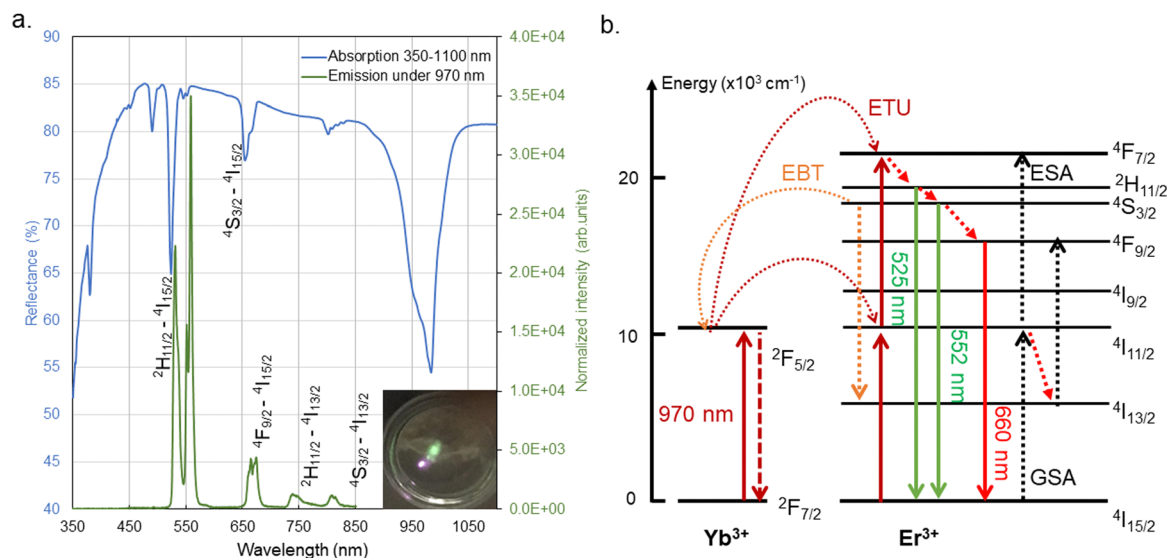 a.
Reflectance (%)
90
85
80
75
70
65
60
55
50
45
40
Absorption 350-1100 nm
Emission under 970 nm
4.0E+04
3.5E+04
3.0E+04
2.5E+04
2.0E+04
1.5E+04
1.0E+04
5.0E+03
0.0E+00
Normalized intensity (arb.units)
²H₁₁/₂ - ⁴I₁₅/₂
⁴S₃/₂ - ⁴I₁₅/₂
⁴F₉/₂ - ⁴I₁₅/₂
²H₁₁/₂ - ⁴I₁₃/₂
⁴S₃/₂ - ⁴I₁₃/₂
350 450 550 650 750 850 950 1050
Wavelength (nm)
b.
Energy (x10³ cm⁻¹)
20
10
0
ETU
EBT
ESA
GSA
970 nm
525 nm
552 nm
660 nm
²F₅/₂
²F₇/₂
⁴F₇/₂
²H₁₁/₂
⁴S₃/₂
⁴F₉/₂
⁴I₉/₂
⁴I₁₁/₂
⁴I₁₃/₂
⁴I₁₅/₂
Yb³⁺
Er³⁺